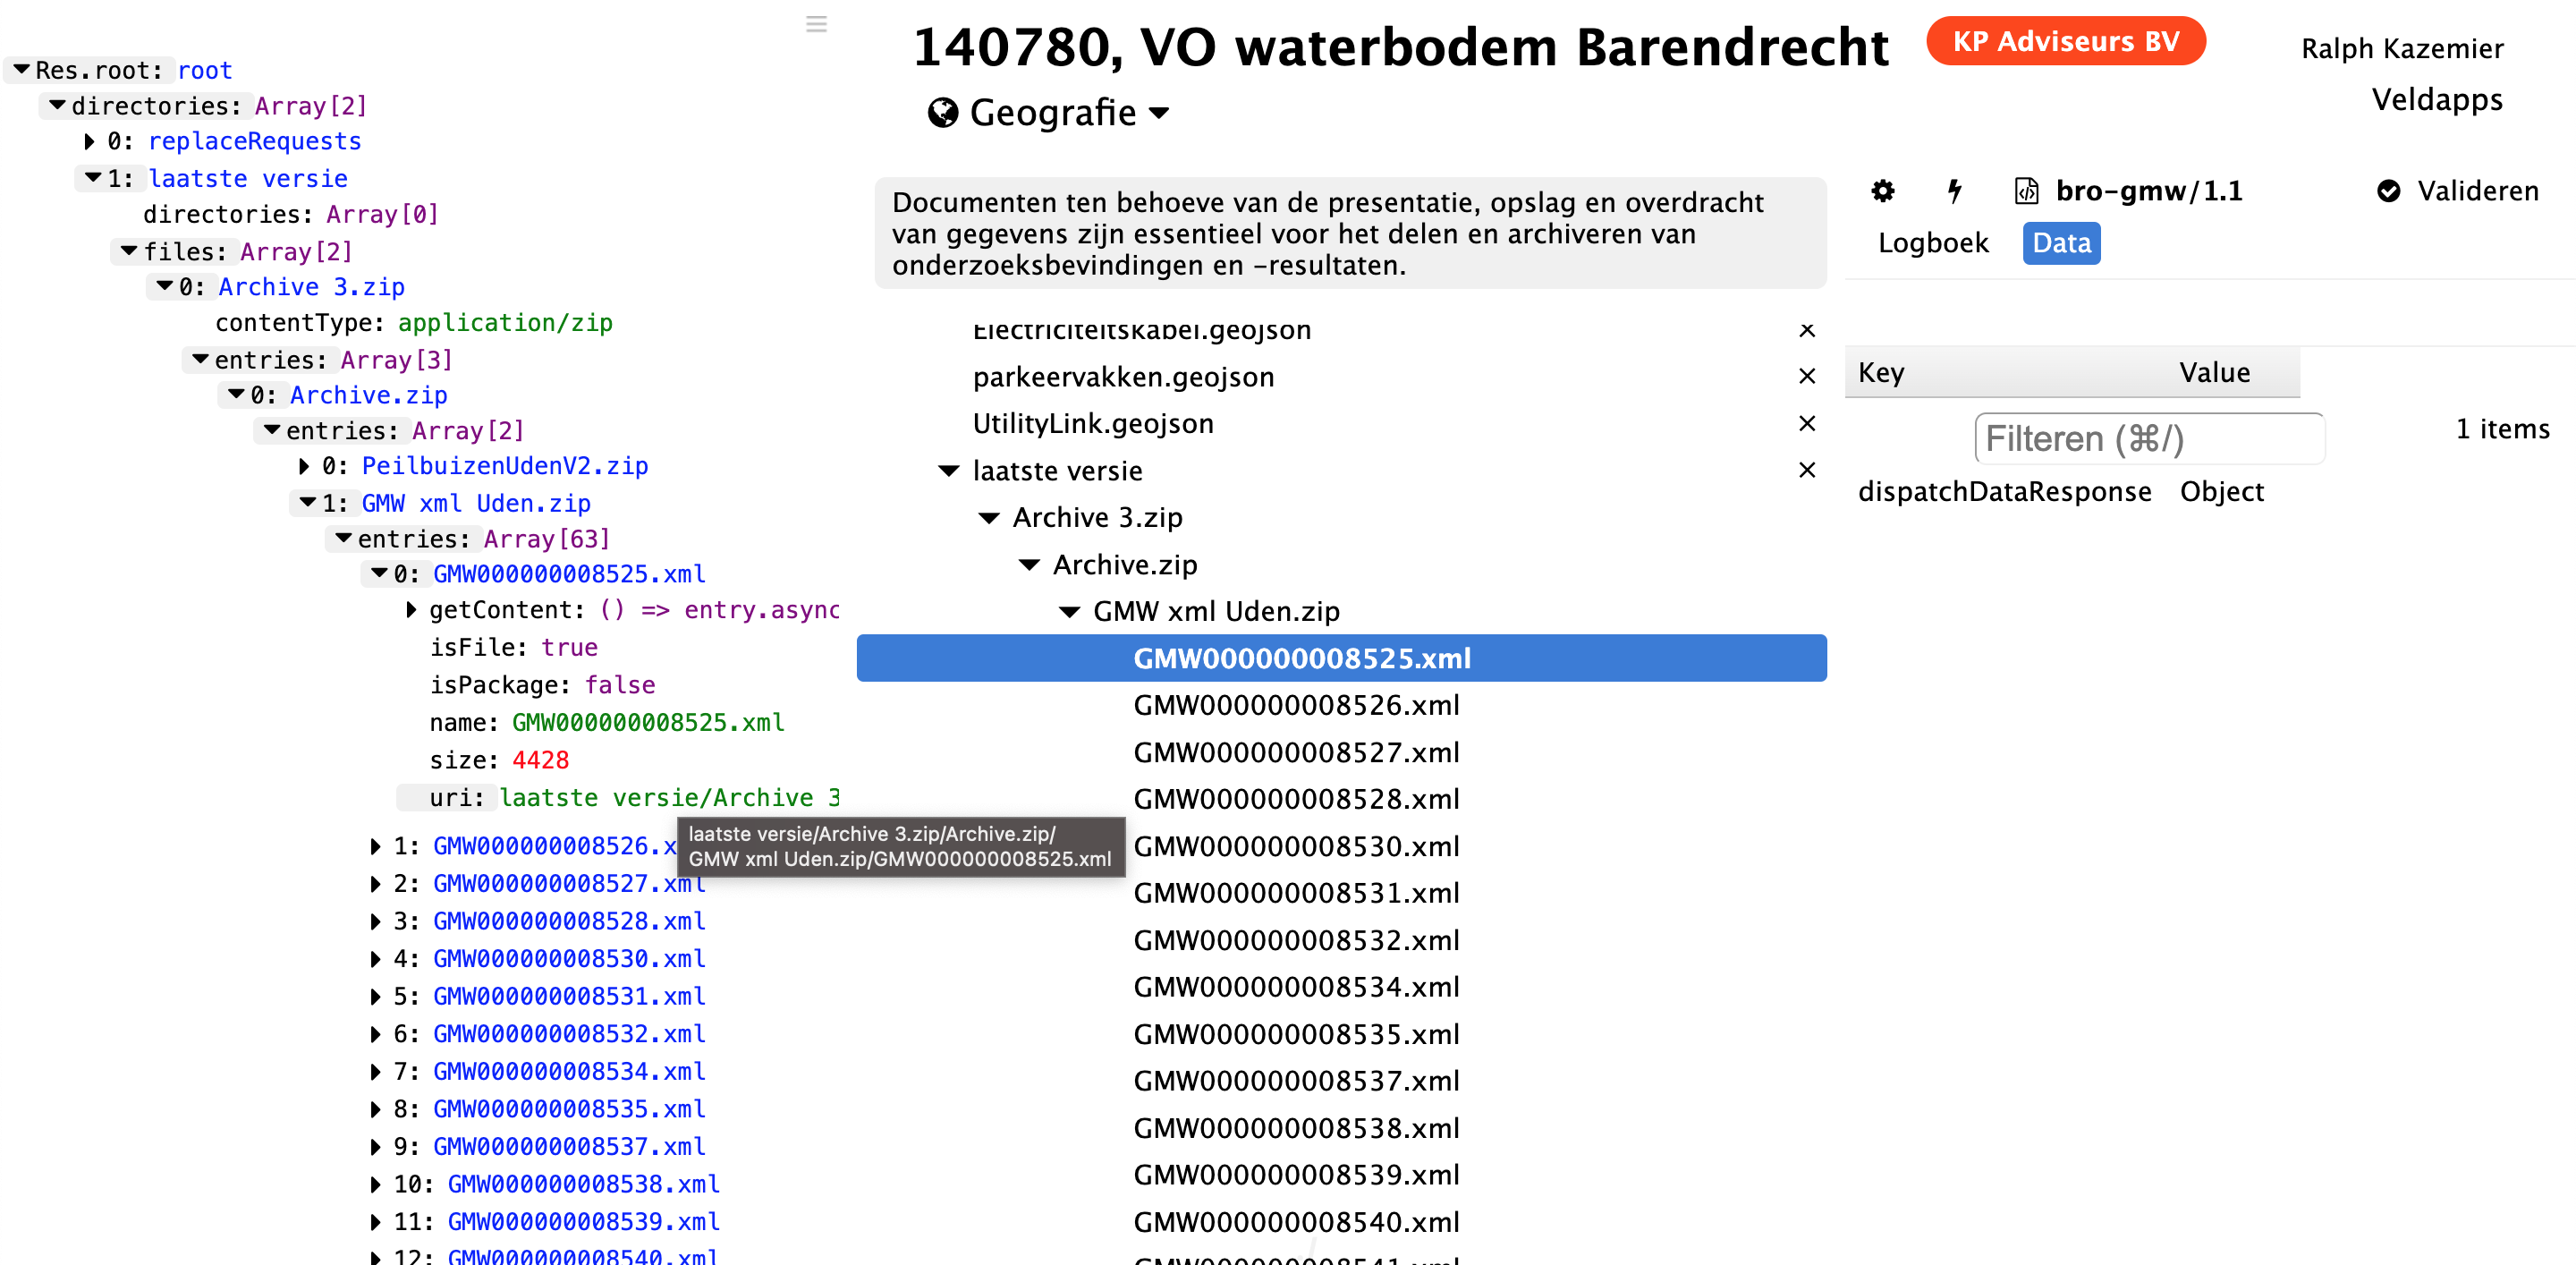 Res.root: root
directories: Array[2]
0: replaceRequests
1: laatste versie
directories: Array[0]
files: Array[2]
0: Archive 3.zip
contentType: application/zip
entries: Array[3]
0: Archive.zip
entries: Array[2]
0: PeilbuizenUdenV2.zip
1: GMW xml Uden.zip
entries: Array[63]
0: GMW000000008525.xml
getContent: () => entry.async
isFile: true
isPackage: false
name: GMW000000008525.xml
size: 4428
uri: laatste versie/Archive 3
laatste versie/Archive 3.zip/Archive.zip/
GMW xml Uden.zip/GMW000000008525.xml
1: GMW000000008526.x
2: GMW000000008527.xml
3: GMW000000008528.xml
4: GMW000000008530.xml
5: GMW000000008531.xml
6: GMW000000008532.xml
7: GMW000000008534.xml
8: GMW000000008535.xml
9: GMW000000008537.xml
10: GMW000000008538.xml
11: GMW000000008539.xml
12: GMW000000008540.xml
140780, VO waterbodem Barendrecht
KP Adviseurs BV
Ralph Kazemier
Veldapps
Geografie
Documenten ten behoeve van de presentatie, opslag en overdracht
van gegevens zijn essentieel voor het delen en archiveren van
onderzoeksbevindingen en -resultaten.
Electriciteitskabel.geojson ×
parkeervakken.geojson ×
UtilityLink.geojson ×
laatste versie ×
Archive 3.zip
Archive.zip
GMW xml Uden.zip
GMW000000008525.xml
GMW000000008526.xml
GMW000000008527.xml
GMW000000008528.xml
GMW000000008530.xml
GMW000000008531.xml
GMW000000008532.xml
GMW000000008534.xml
GMW000000008535.xml
GMW000000008537.xml
GMW000000008538.xml
GMW000000008539.xml
GMW000000008540.xml
GMW000000008541.xml
bro-gmw/1.1
Valideren
Logboek Data
Key Value
Filteren (⌘/)
1 items
dispatchDataResponse Object